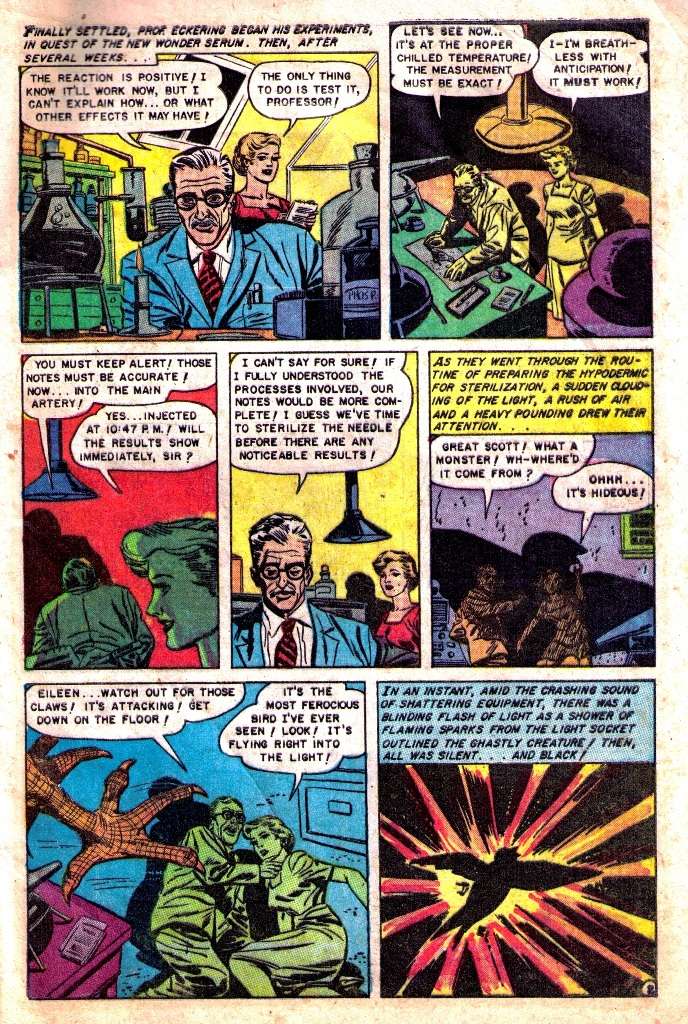 FINALLY SETTLED, PROF. ECKERING BEGAN HIS EXPERIMENTS,
IN QUEST OF THE NEW WONDER SERUM. THEN, AFTER
SEVERAL WEEKS. . .
THE REACTION IS POSITIVE! I
KNOW IT'LL WORK NOW, BUT I
CAN'T EXPLAIN HOW... OR WHAT
OTHER EFFECTS IT MAY HAVE!
THE ONLY THING
TO DO IS TEST IT,
PROFESSOR!
PHOSP.
LET'S SEE NOW...
IT'S AT THE PROPER
CHILLED TEMPERATURE!
THE MEASUREMENT
MUST BE EXACT!
I-I'M BREATH-
LESS WITH
ANTICIPATION!
IT MUST WORK!
YOU MUST KEEP ALERT! THOSE
NOTES MUST BE ACCURATE!
NOW... INTO THE MAIN
ARTERY!
YES... INJECTED
AT 10:47 P.M.! WILL
THE RESULTS SHOW
IMMEDIATELY, SIR?
I CAN'T SAY FOR SURE! IF
I FULLY UNDERSTOOD THE
PROCESSES INVOLVED, OUR
NOTES WOULD BE MORE COM-
PLETE! I GUESS WE'VE TIME
TO STERILIZE THE NEEDLE
BEFORE THERE ARE ANY
NOTICEABLE RESULTS!
AS THEY WENT THROUGH THE ROU-
TINE OF PREPARING THE HYPODERMIC
FOR STERILIZATION, A SUDDEN CLOUD-
ING OF THE LIGHT, A RUSH OF AIR
AND A HEAVY POUNDING DREW THEIR
ATTENTION. . .
GREAT SCOTT! WHAT A
MONSTER! WH-WHERE'D
IT COME FROM?
OHHH...
IT'S HIDEOUS!
EILEEN...WATCH OUT FOR THOSE
CLAWS! IT'S ATTACKING! GET
DOWN ON THE FLOOR!
IT'S THE
MOST FEROCIOUS
BIRD I'VE EVER
SEEN! LOOK! IT'S
FLYING RIGHT INTO
THE LIGHT!
IN AN INSTANT, AMID THE CRASHING SOUND
OF SHATTERING EQUIPMENT, THERE WAS A
BLINDING FLASH OF LIGHT AS A SHOWER OF
FLAMING SPARKS FROM THE LIGHT SOCKET
OUTLINED THE GHASTLY CREATURE! THEN,
ALL WAS SILENT. . . . AND BLACK!